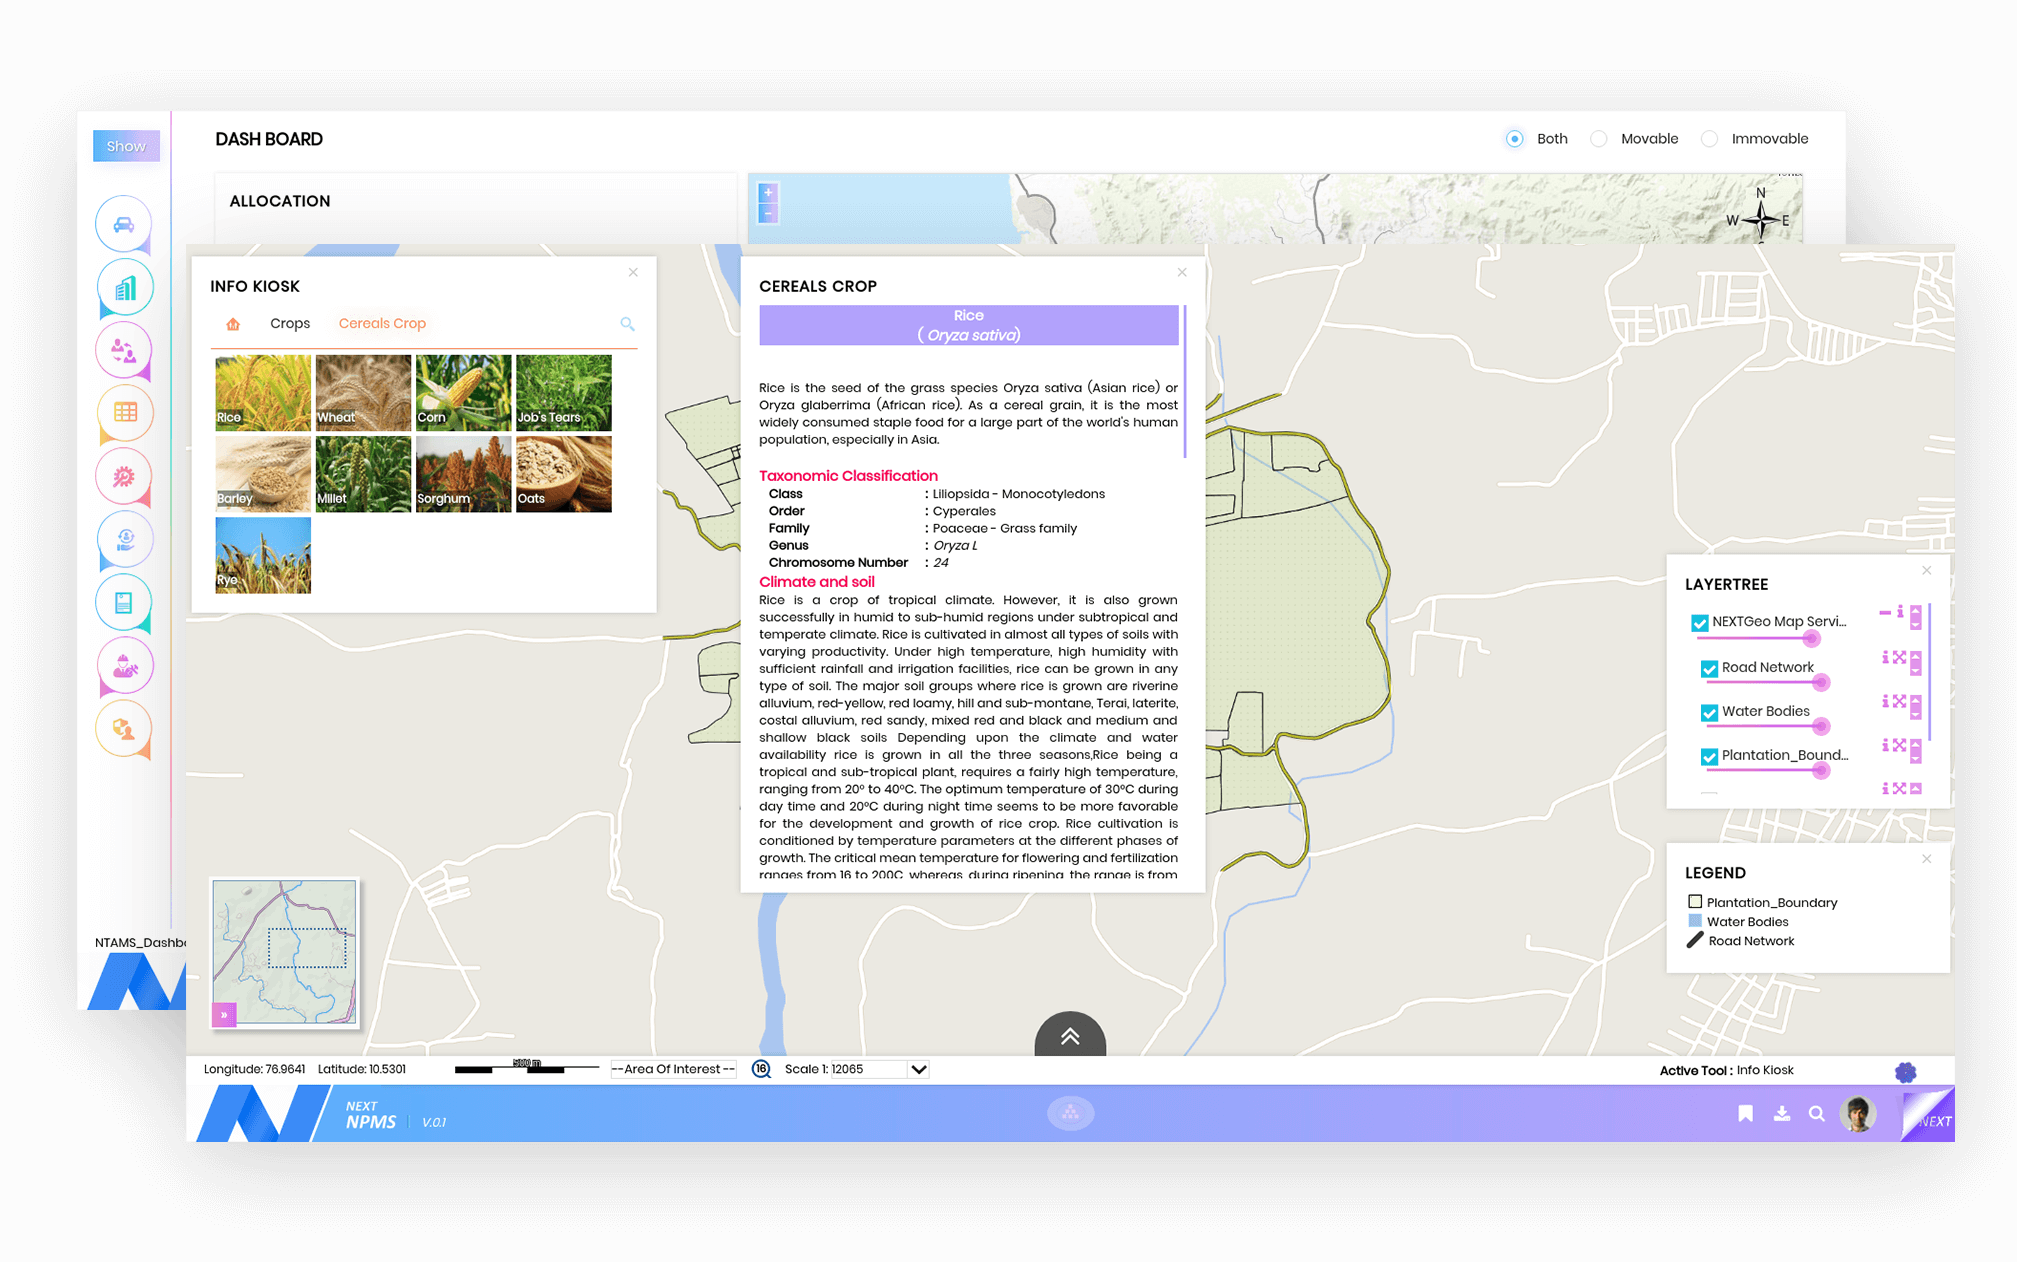 Show
DASH BOARD
Both
Movable
Immovable
ALLOCATION
N
W
E
INFO KIOSK
Crops
Cereals Crop
Rice
Wheat
Corn
Job's Tears
Barley
Millet
Sorghum
Oats
Rye
CEREALS CROP
Rice
( Oryza sativa)
Rice is the seed of the grass species Oryza sativa (Asian rice) or
Oryza glaberrima (African rice). As a cereal grain, it is the most
widely consumed staple food for a large part of the world's human
population, especially in Asia.
Taxonomic Classification
Class : Liliopsida - Monocotyledons
Order : Cyperales
Family : Poaceae - Grass family
Genus : Oryza L
Chromosome Number : 24
Climate and soil
Rice is a crop of tropical climate. However, it is also grown
successfully in humid to sub-humid regions under subtropical and
temperate climate. Rice is cultivated in almost all types of soils with
varying productivity. Under high temperature, high humidity with
sufficient rainfall and irrigation facilities, rice can be grown in any
type of soil. The major soil groups where rice is grown are riverine
alluvium, red-yellow, red loamy, hill and sub-montane, Terai, laterite,
costal alluvium, red sandy, mixed red and black and medium and
shallow black soils Depending upon the climate and water
availability rice is grown in all the three seasons,Rice being a
tropical and sub-tropical plant, requires a fairly high temperature,
ranging from 20° to 40°C. The optimum temperature of 30°C during
day time and 20°C during night time seems to be more favorable
for the development and growth of rice crop. Rice cultivation is
conditioned by temperature parameters at the different phases of
growth. The critical mean temperature for flowering and fertilization
ranges from 16 to 200C, whereas, during ripening, the range is from
LAYERTREE
NEXTGeo Map Servi...
Road Network
Water Bodies
Plantation_Bound...
LEGEND
Plantation_Boundary
Water Bodies
Road Network
NTAMS_Dashbo
Longitude: 76.9641
Latitude: 10.5301
500 m
--Area Of Interest --
16
Scale 1: 12065
Active Tool : Info Kiosk
NEXT
NPMS
V.0.1
NEXT